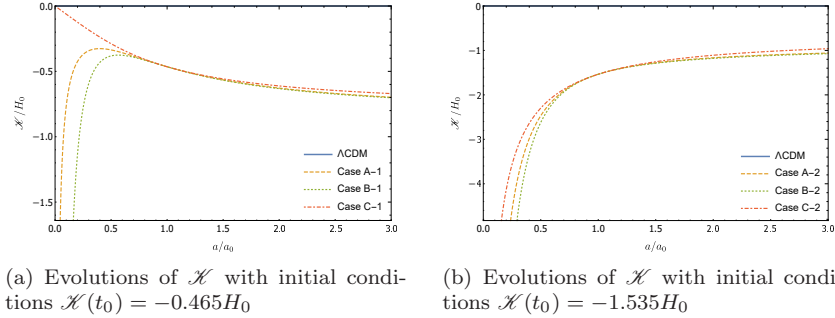 0.0
-0.5
-1.0
-1.5
𝒦/H₀
0.0 0.5 1.0 1.5 2.0 2.5 3.0
a/a₀
ΛCDM
Case A-1
Case B-1
Case C-1
0
-1
-2
-3
-4
𝒦/H₀
0.0 0.5 1.0 1.5 2.0 2.5 3.0
a/a₀
ΛCDM
Case A-2
Case B-2
Case C-2
(a) Evolutions of 𝒦 with initial condi-
tions 𝒦(t₀) = −0.465H₀
(b) Evolutions of 𝒦 with initial condi
tions 𝒦(t₀) = −1.535H₀